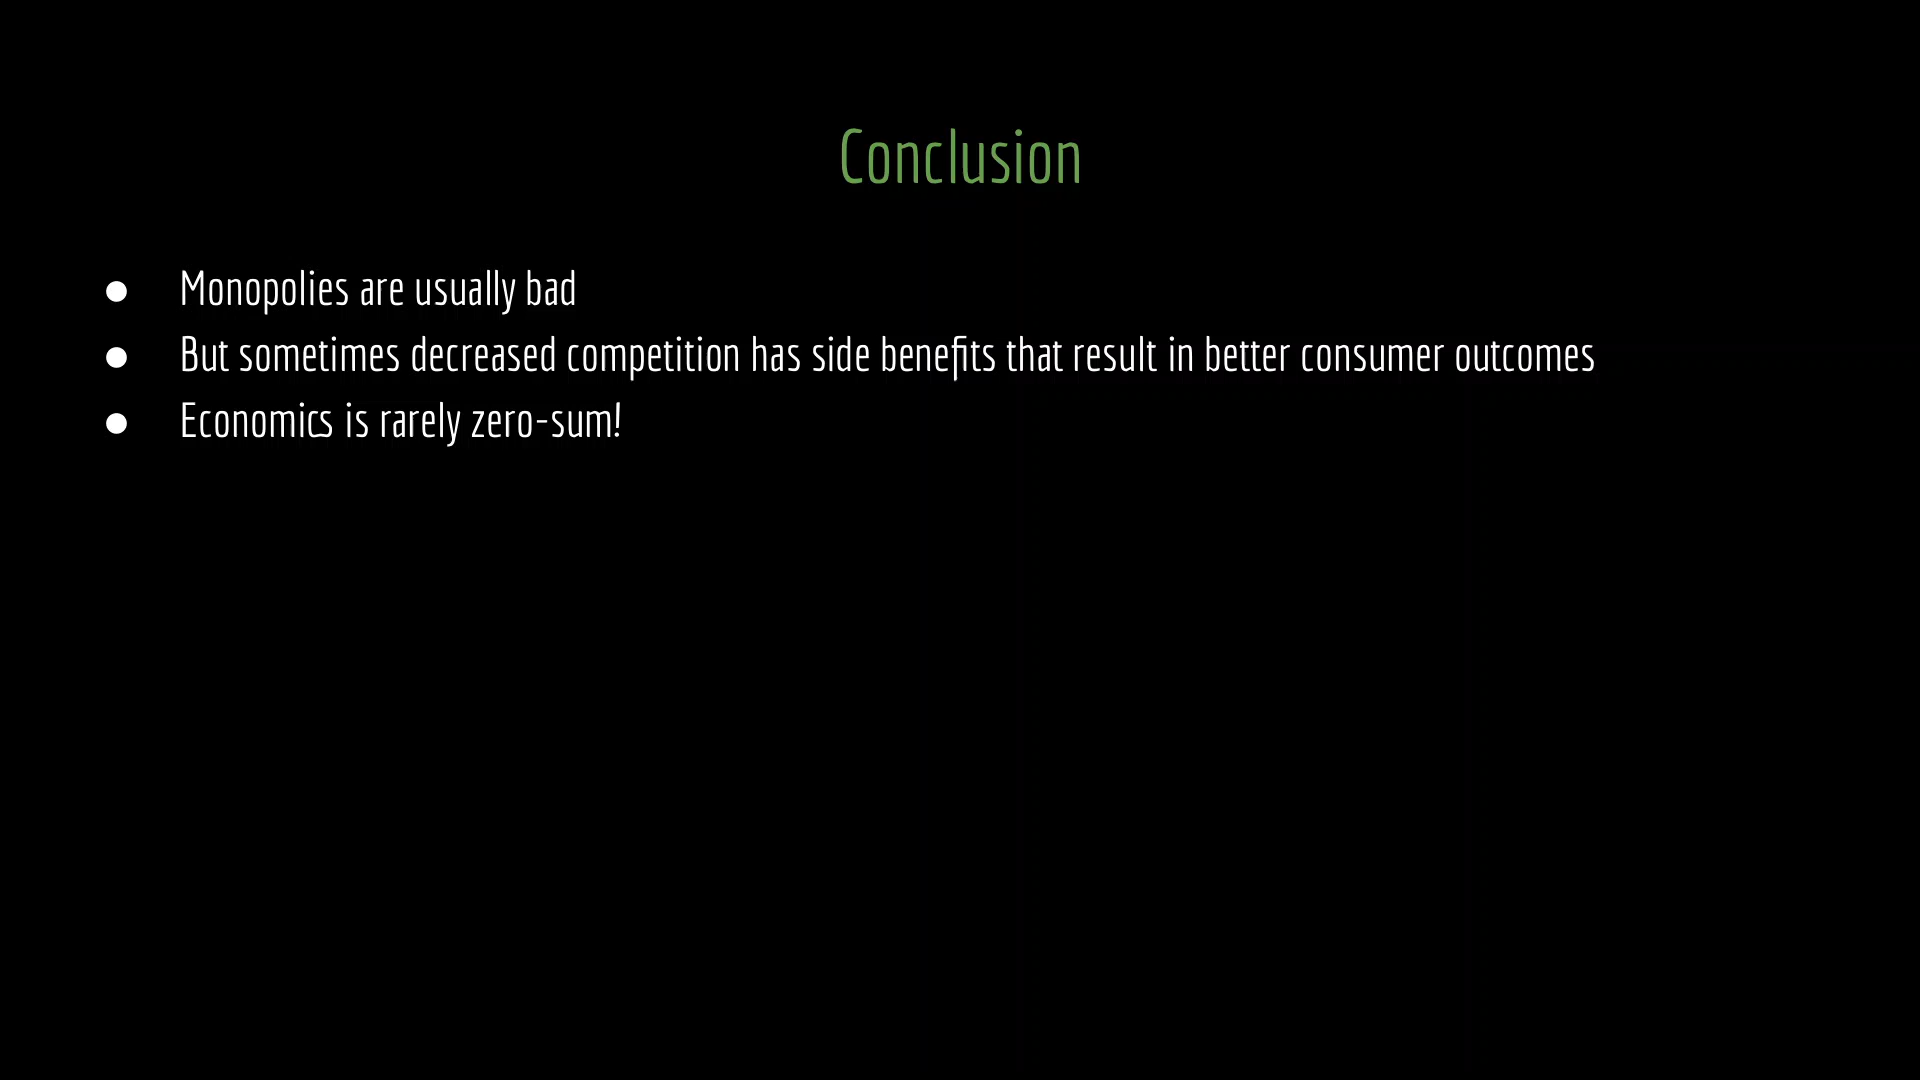 Conclusion
● Monopolies are usually bad
● But sometimes decreased competition has side benefits that result in better consumer outcomes
● Economics is rarely zero-sum!